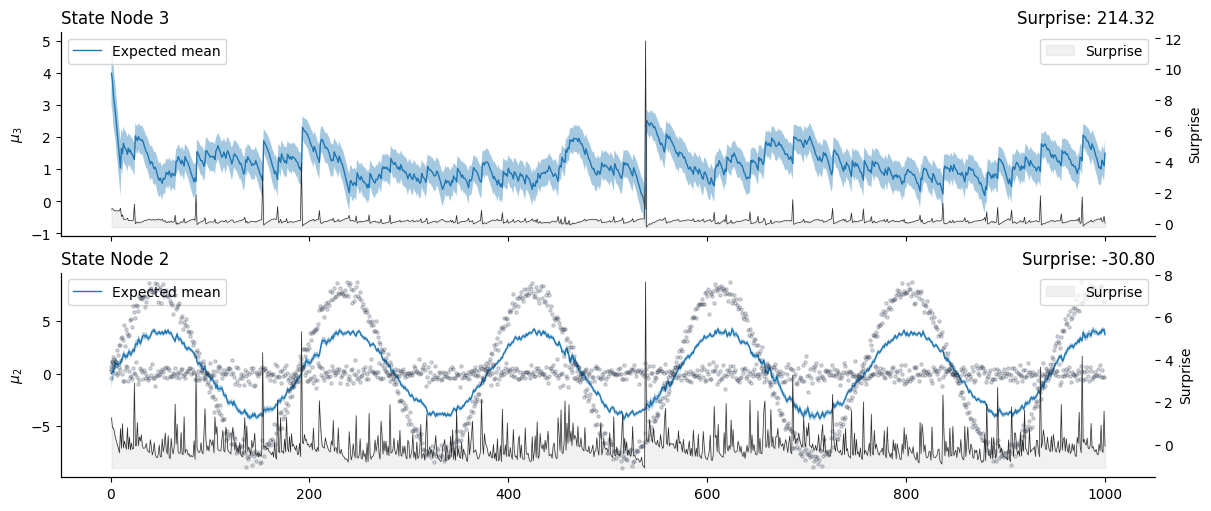 State Node 3
Surprise: 214.32
Expected mean
Surprise
5
4
3
2
1
0
−1
μ3
12
10
8
6
4
2
0
Surprise
State Node 2
Surprise: -30.80
Expected mean
Surprise
5
0
−5
μ2
8
6
4
2
0
Surprise
0
200
400
600
800
1000